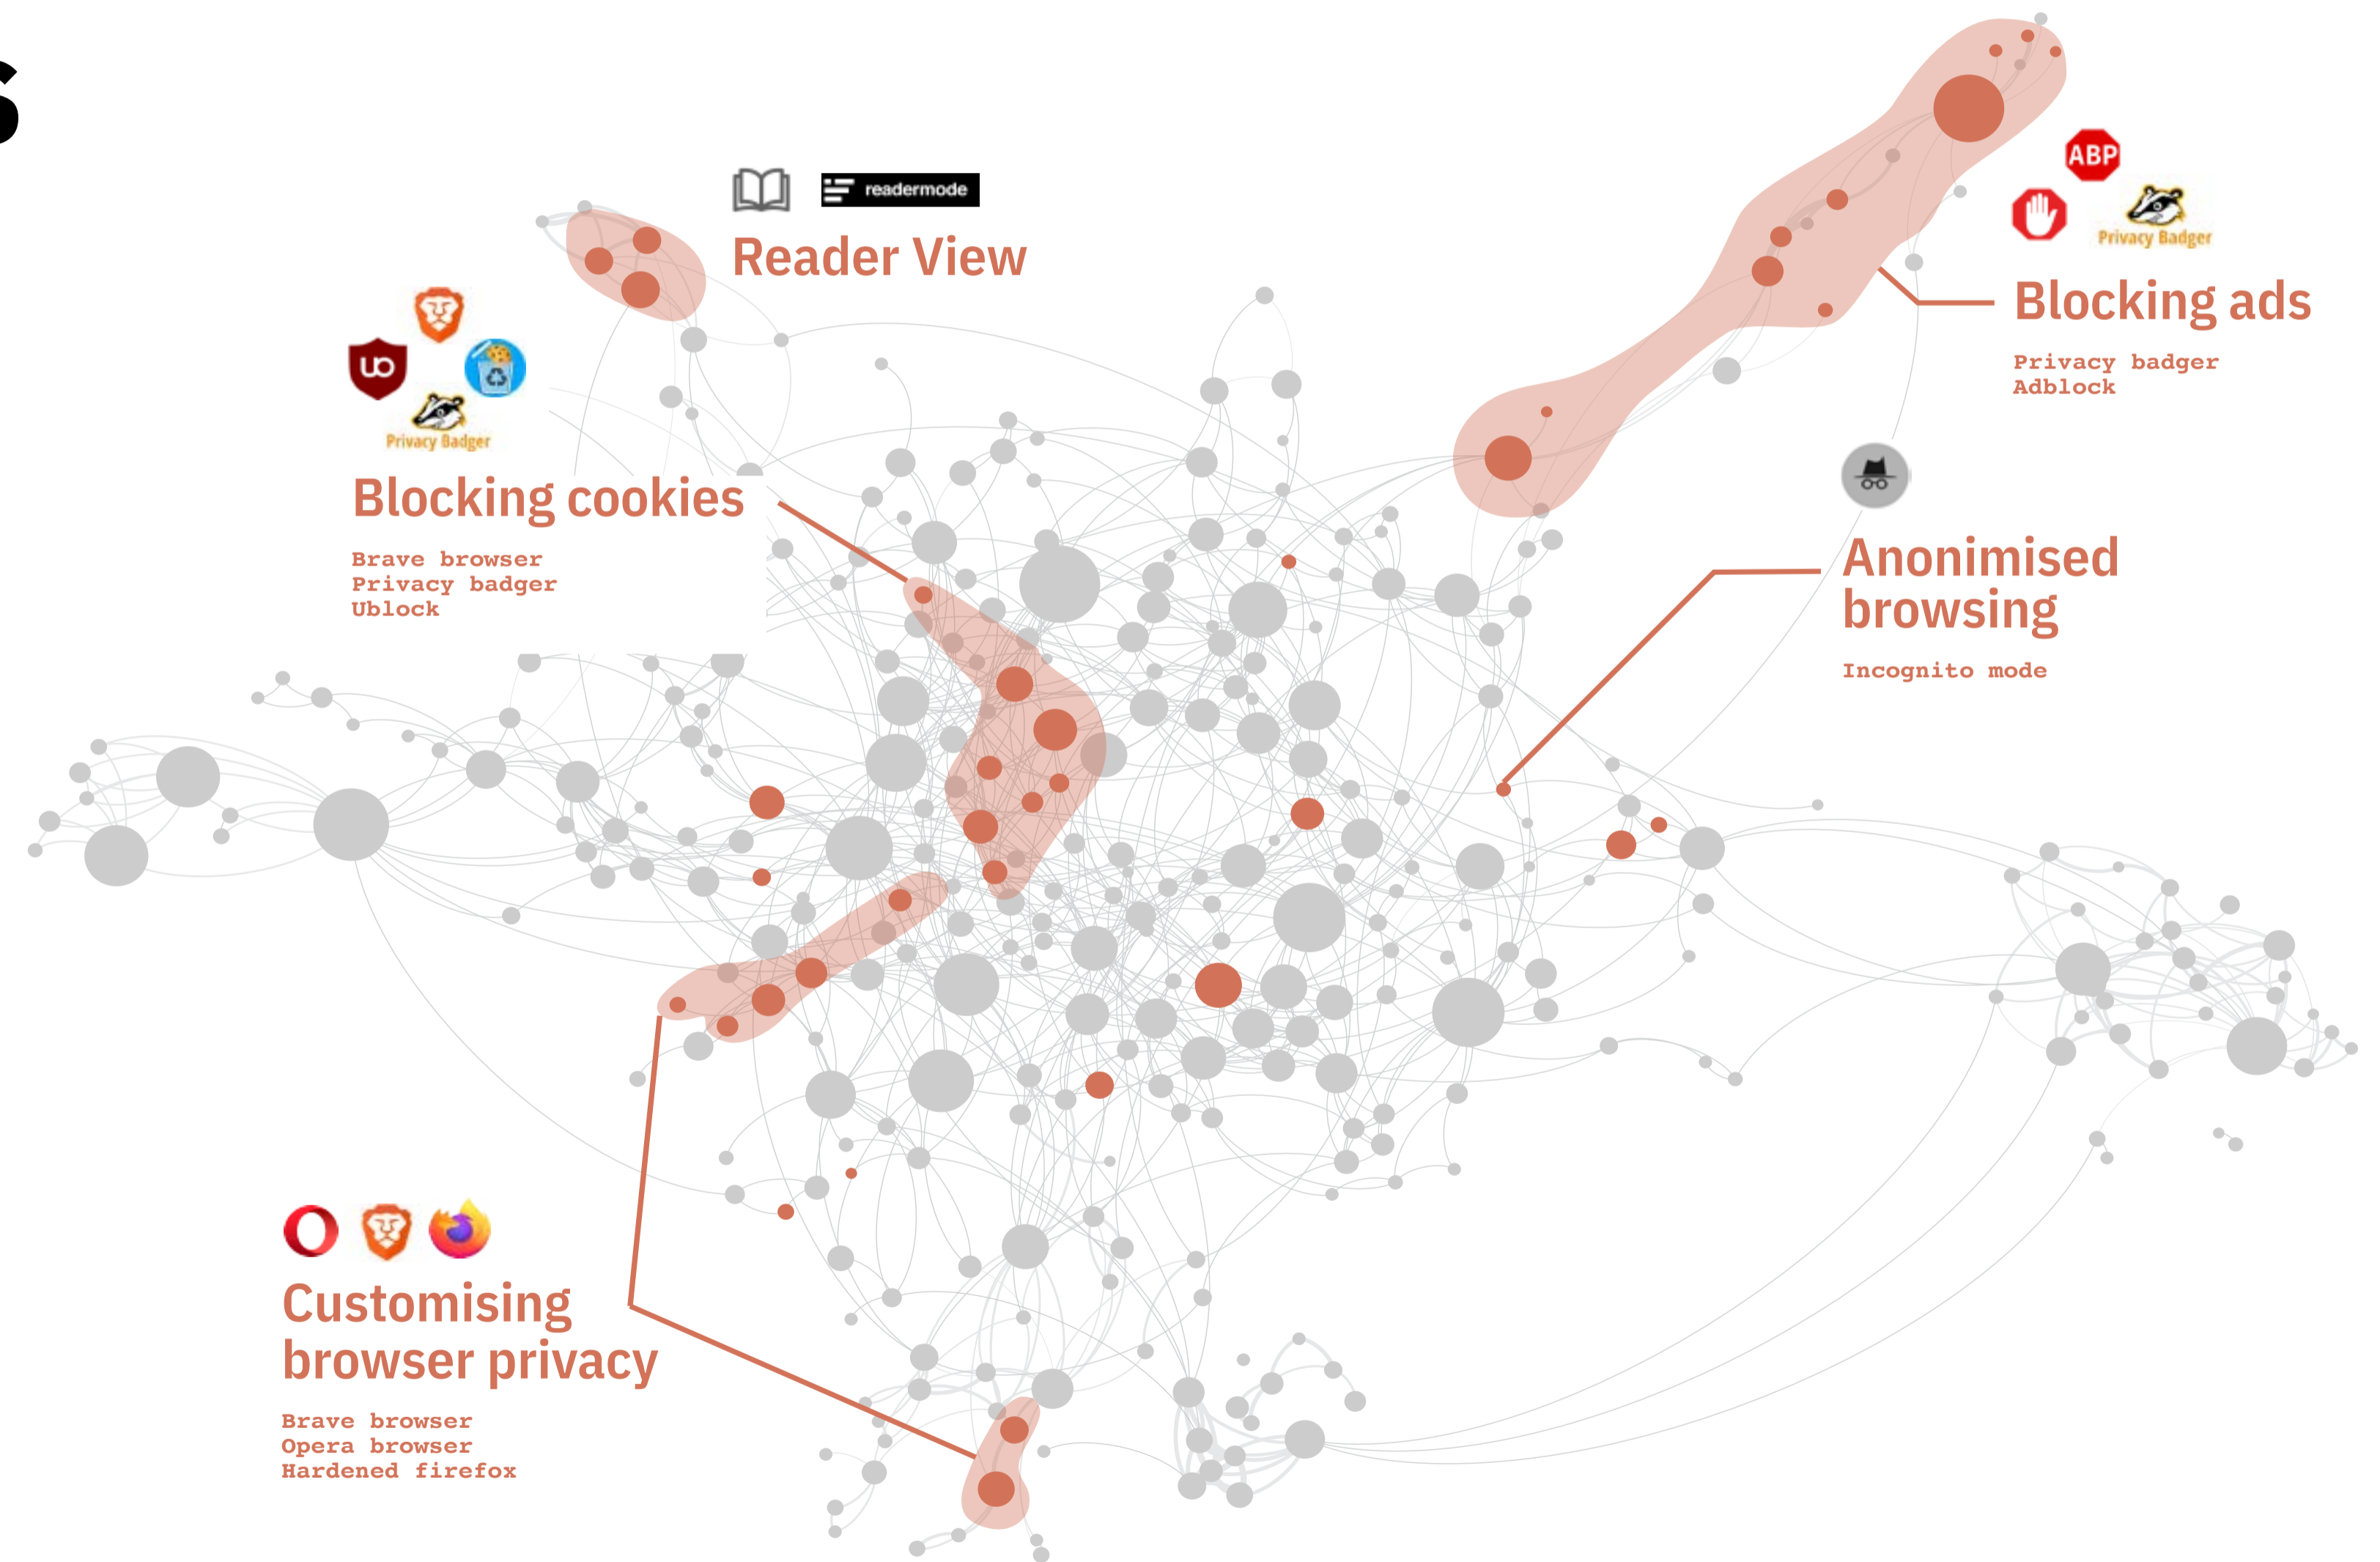 s
readermode
Reader View
ABP
Privacy Badger
Blocking ads
Privacy badger
Adblock
uo
Privacy Badger
Blocking cookies
Brave browser
Privacy badger
Ublock
Anonimised
browsing
Incognito mode
Customising
browser privacy
Brave browser
Opera browser
Hardened firefox